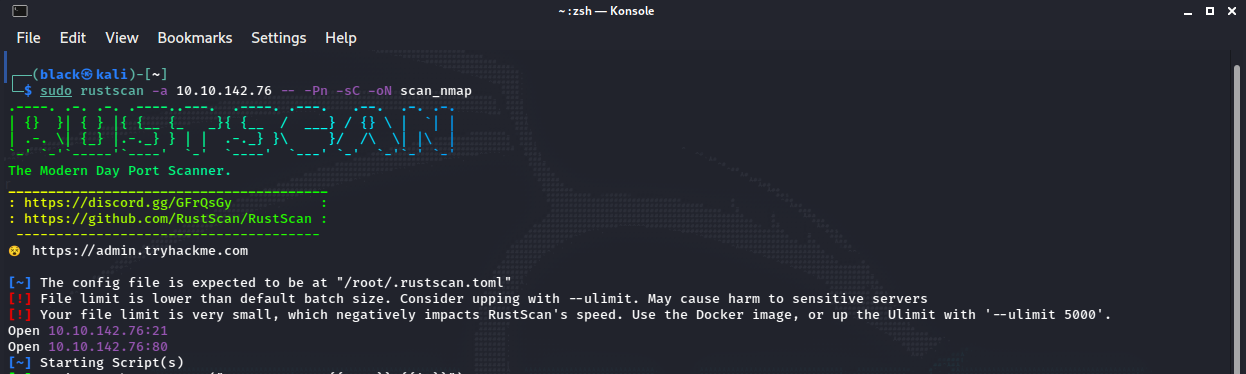 ~ : zsh — Konsole
File Edit View Bookmarks Settings Help
┌──(black㉿kali)-[~]
└─$ sudo rustscan -a 10.10.142.76 -- -Pn -sC -oN scan_nmap
The Modern Day Port Scanner.
: https://discord.gg/GFrQsGy :
: https://github.com/RustScan/RustScan :
https://admin.tryhackme.com
[~] The config file is expected to be at "/root/.rustscan.toml"
[!] File limit is lower than default batch size. Consider upping with --ulimit. May cause harm to sensitive servers
[!] Your file limit is very small, which negatively impacts RustScan's speed. Use the Docker image, or up the Ulimit with '--ulimit 5000'.
Open 10.10.142.76:21
Open 10.10.142.76:80
[~] Starting Script(s)